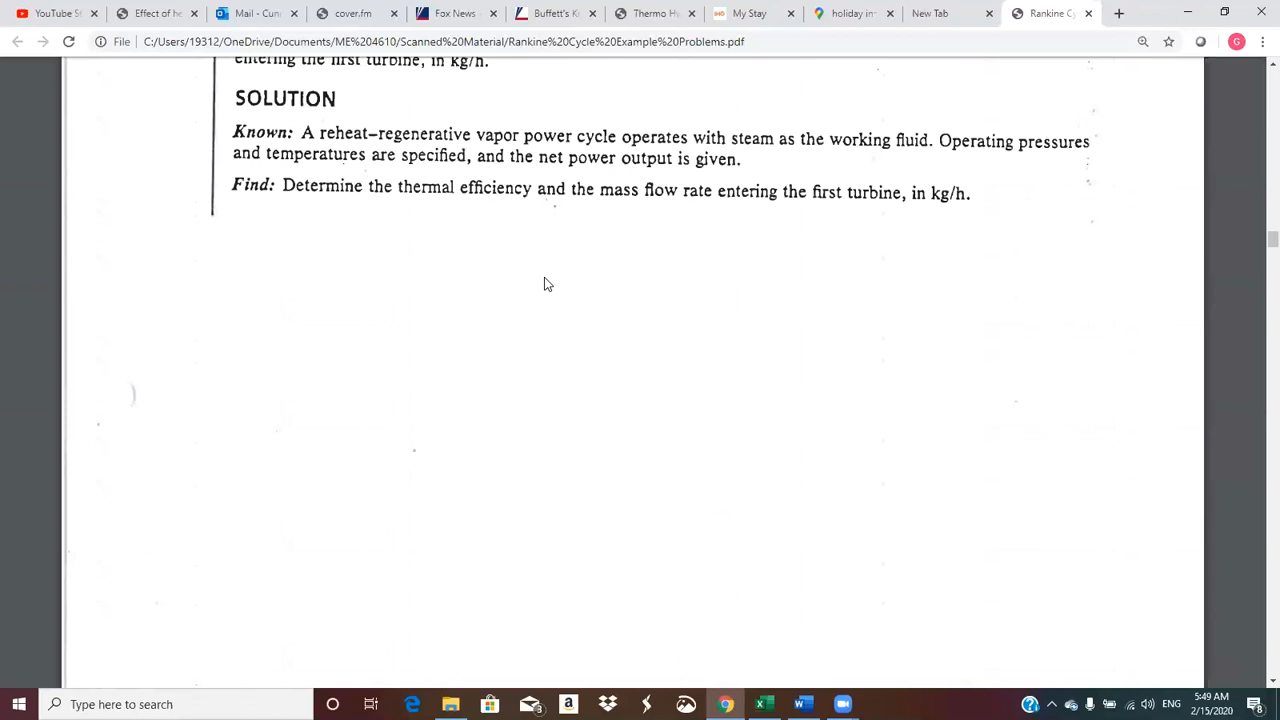 YouTube St
Effect of he
Mail - Cun
cover.fm
Foxnews
Buffett's K
Thermo Hy
My Stay
holiday in
New Tab
Rankine Cy
File | C:/Users/19312/OneDrive/Documents/ME%204610/Scanned%20Material/Rankine%20Cycle%20Example%20Problems.pdf
G
entering the first turbine, in kg/h.
SOLUTION
Known: A reheat–regenerative vapor power cycle operates with steam as the working fluid. Operating pressures
and temperatures are specified, and the net power output is given.
Find: Determine the thermal efficiency and the mass flow rate entering the first turbine, in kg/h.
Type here to search
ENG
5:49 AM
2/15/2020